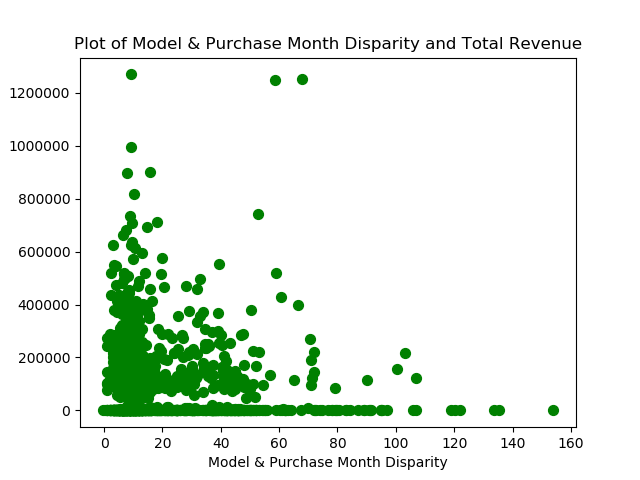 Plot of Model & Purchase Month Disparity and Total Revenue
1200000
1000000
800000
600000
400000
200000
0
0 20 40 60 80 100 120 140 160
Model & Purchase Month Disparity